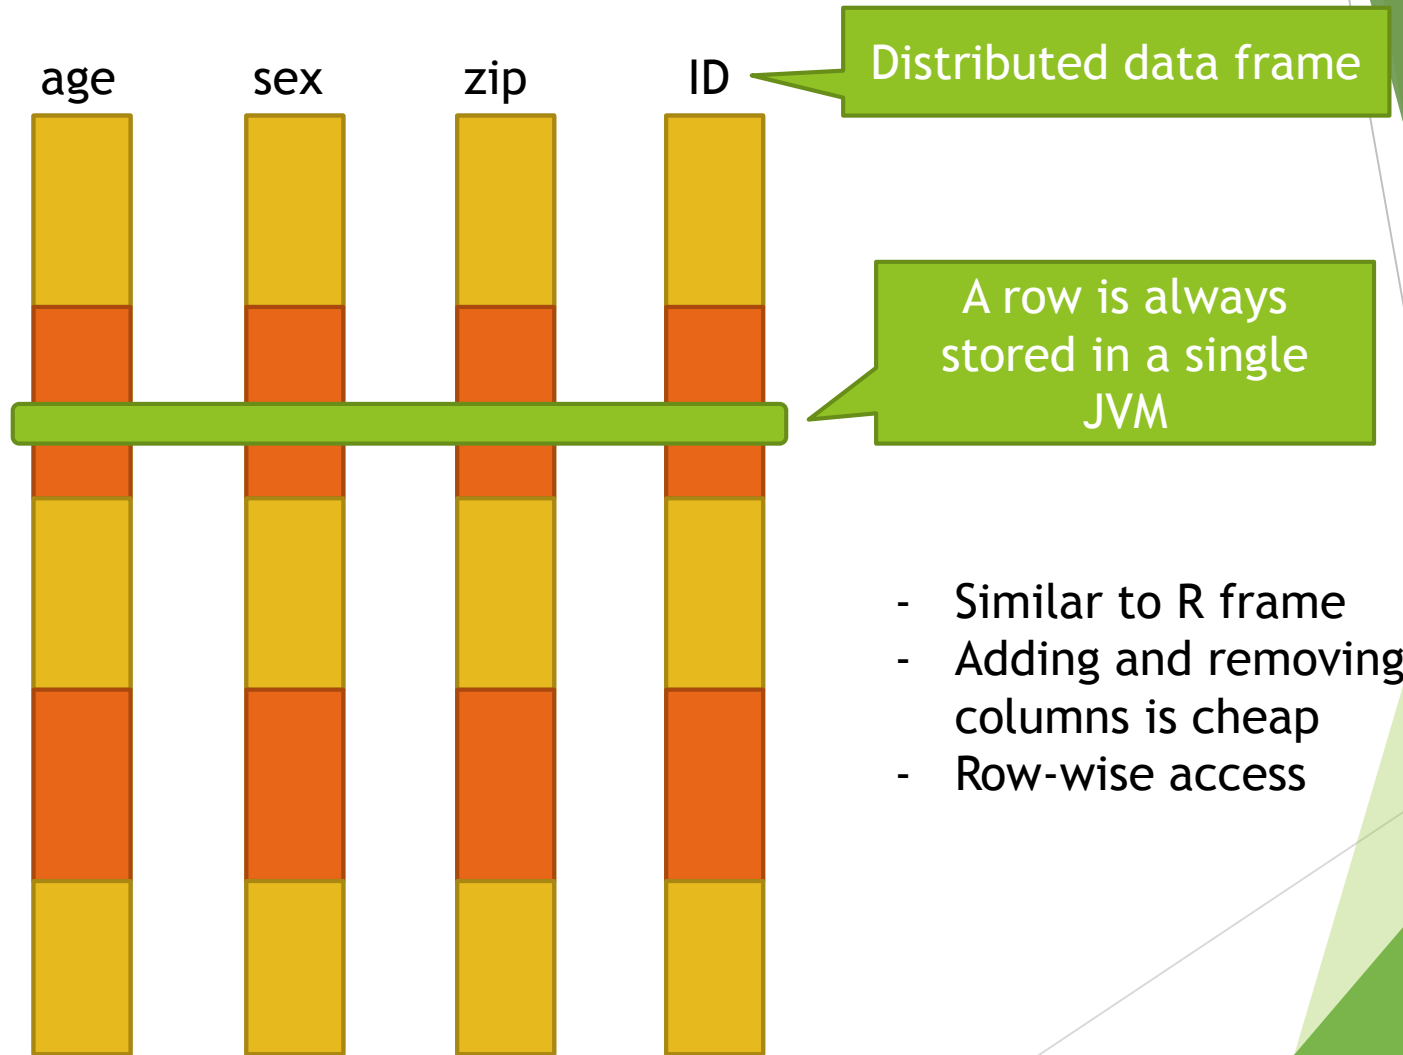 age sex zip ID
Distributed data frame
A row is always
stored in a single
JVM
- Similar to R frame
- Adding and removing
columns is cheap
- Row-wise access